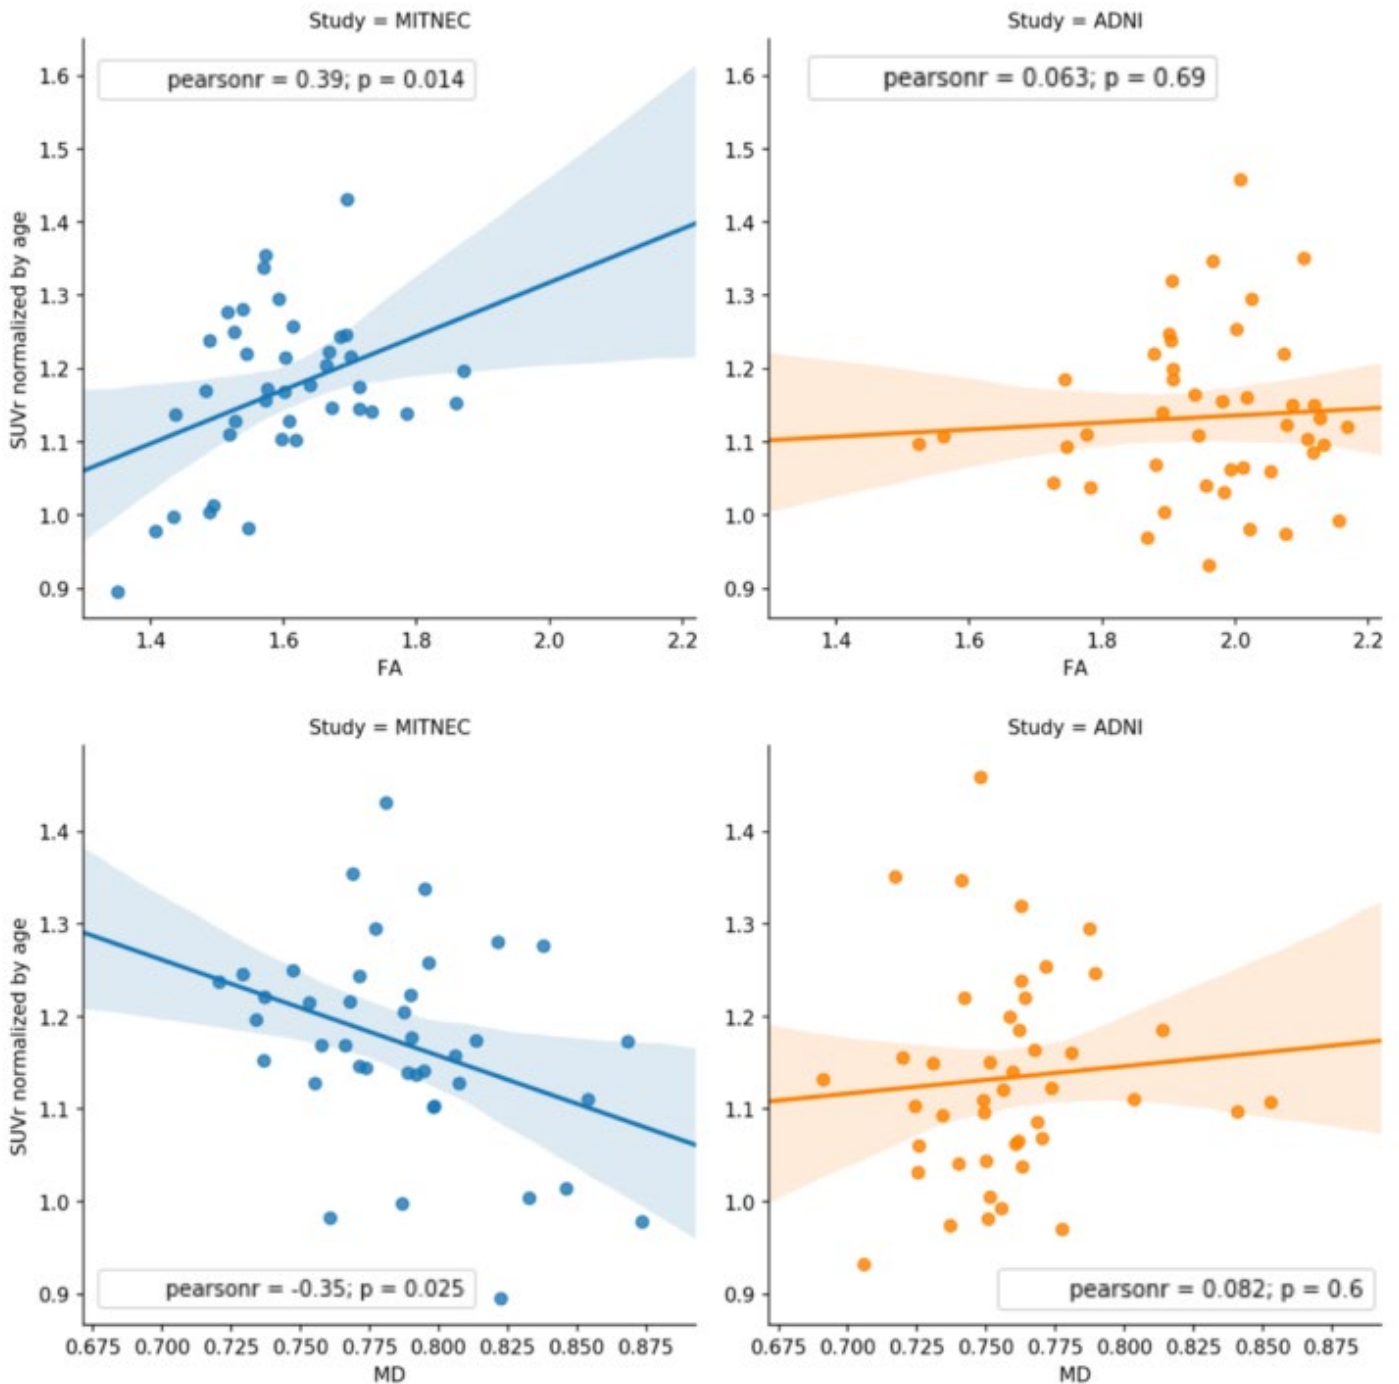 Study = MITNEC
pearsonr = 0.39; p = 0.014
SUVr normalized by age
1.6
1.5
1.4
1.3
1.2
1.1
1.0
0.9
1.4 1.6 1.8 2.0 2.2
FA
Study = ADNI
pearsonr = 0.063; p = 0.69
1.6
1.5
1.4
1.3
1.2
1.1
1.0
0.9
1.4 1.6 1.8 2.0 2.2
FA
Study = MITNEC
SUVr normalized by age
1.4
1.3
1.2
1.1
1.0
0.9
pearsonr = -0.35; p = 0.025
0.675 0.700 0.725 0.750 0.775 0.800 0.825 0.850 0.875
MD
Study = ADNI
1.4
1.3
1.2
1.1
1.0
0.9
pearsonr = 0.082; p = 0.6
0.675 0.700 0.725 0.750 0.775 0.800 0.825 0.850 0.875
MD